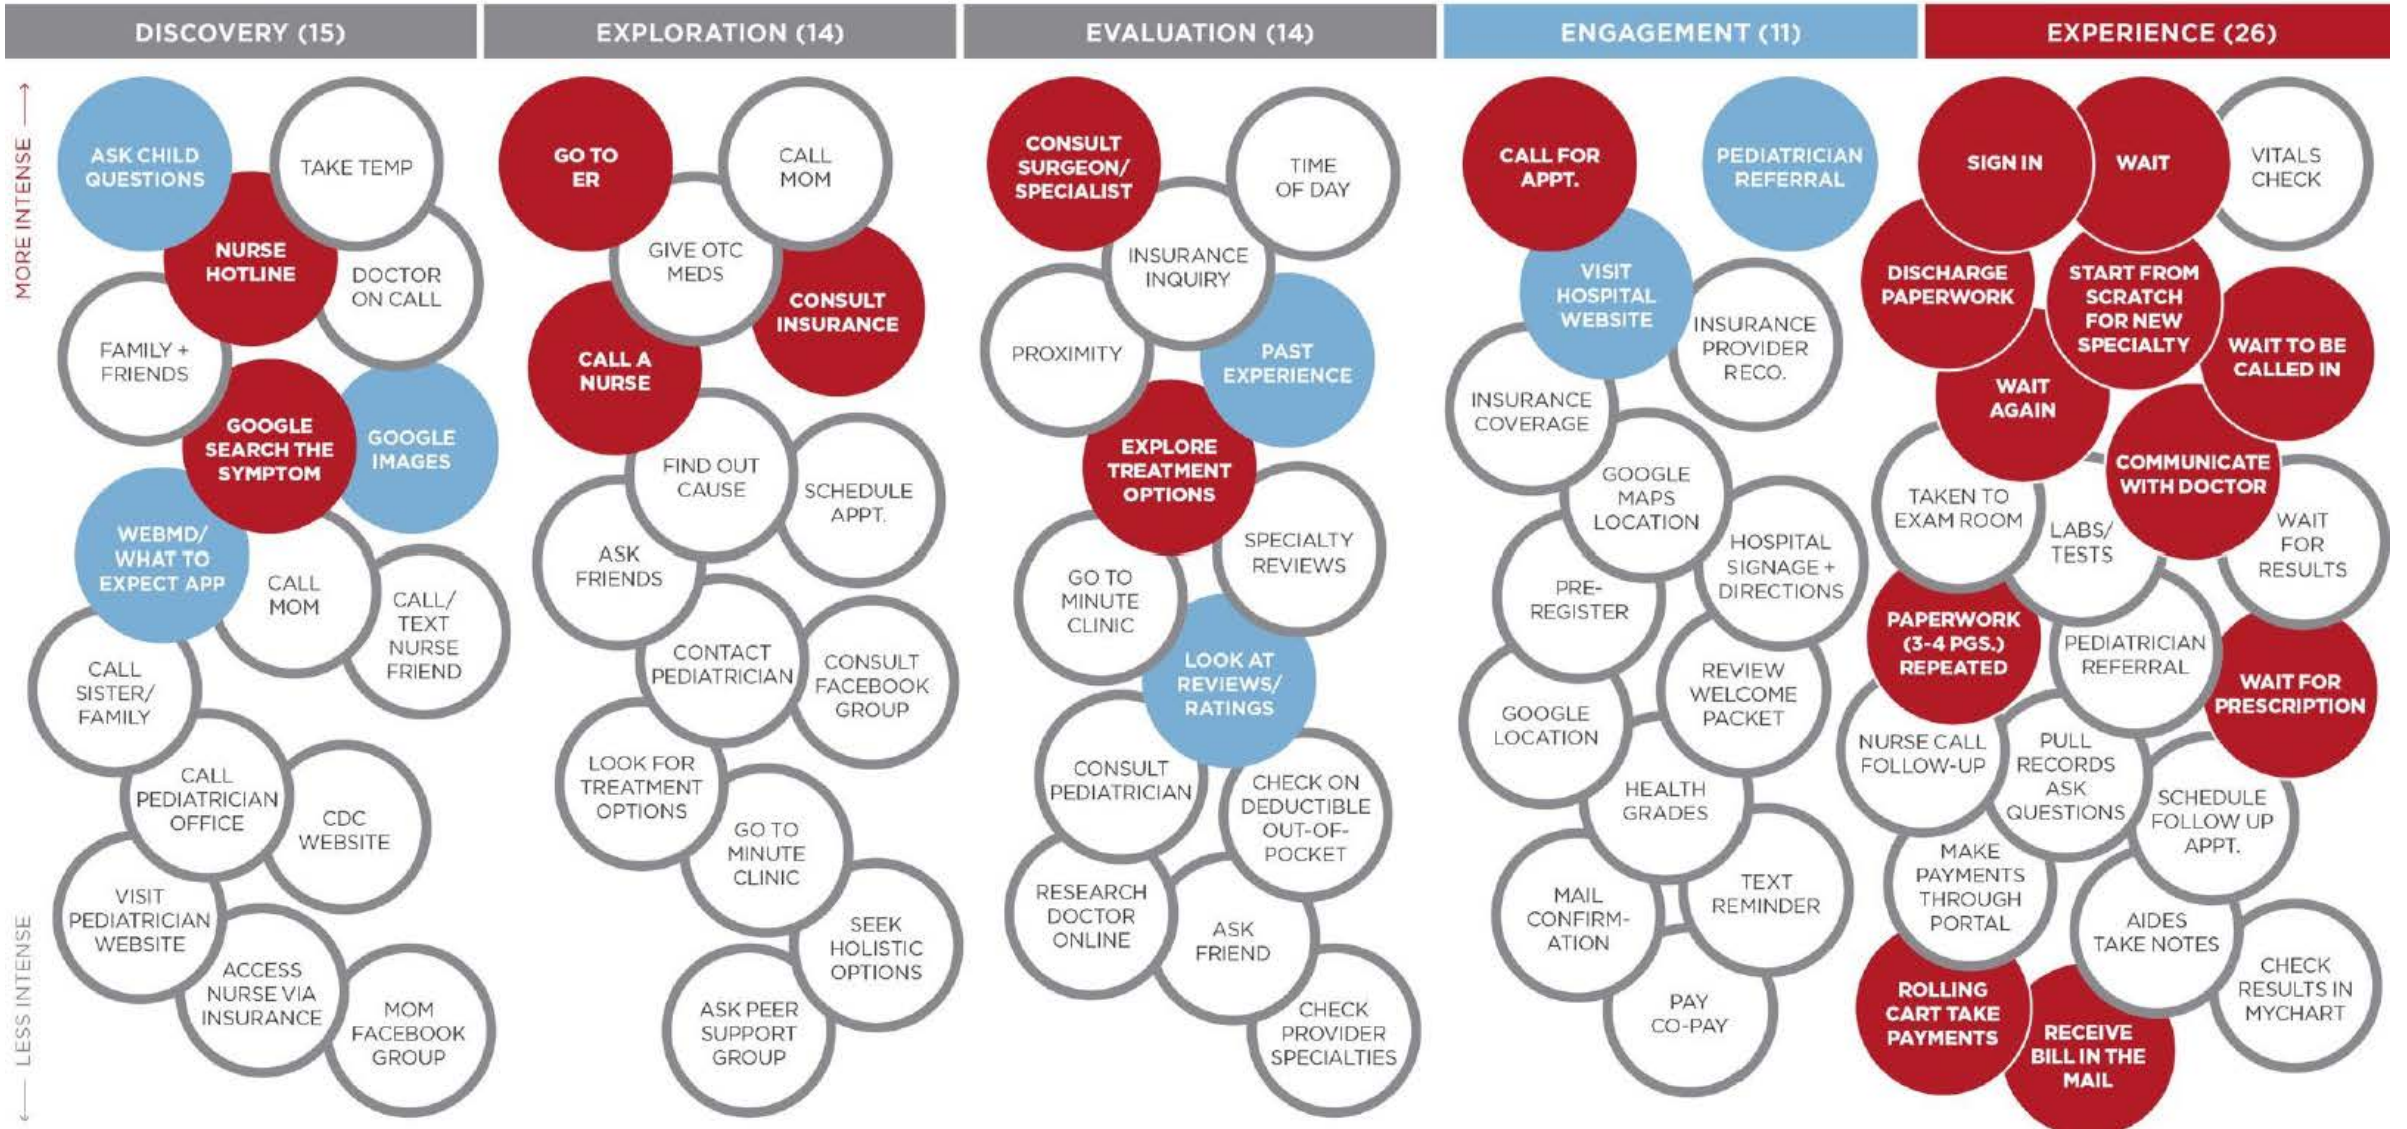 DISCOVERY (15)
EXPLORATION (14)
EVALUATION (14)
ENGAGEMENT (11)
EXPERIENCE (26)
MORE INTENSE
LESS INTENSE
ASK CHILD
QUESTIONS
TAKE TEMP
NURSE
HOTLINE
DOCTOR
ON CALL
FAMILY +
FRIENDS
GOOGLE
SEARCH THE
SYMPTOM
GOOGLE
IMAGES
WEBMD/
WHAT TO
EXPECT APP
CALL
MOM
CALL/
TEXT
NURSE
FRIEND
CALL
SISTER/
FAMILY
CALL
PEDIATRICIAN
OFFICE
CDC
WEBSITE
VISIT
PEDIATRICIAN
WEBSITE
ACCESS
NURSE VIA
INSURANCE
MOM
FACEBOOK
GROUP
GO TO
ER
CALL
MOM
GIVE OTC
MEDS
CONSULT
INSURANCE
CALL A
NURSE
FIND OUT
CAUSE
SCHEDULE
APPT.
ASK
FRIENDS
CONTACT
PEDIATRICIAN
CONSULT
FACEBOOK
GROUP
LOOK FOR
TREATMENT
OPTIONS
GO TO
MINUTE
CLINIC
SEEK
HOLISTIC
OPTIONS
ASK PEER
SUPPORT
GROUP
CONSULT
SURGEON/
SPECIALIST
TIME
OF DAY
INSURANCE
INQUIRY
PROXIMITY
PAST
EXPERIENCE
EXPLORE
TREATMENT
OPTIONS
SPECIALTY
REVIEWS
GO TO
MINUTE
CLINIC
LOOK AT
REVIEWS/
RATINGS
CONSULT
PEDIATRICIAN
CHECK ON
DEDUCTIBLE
OUT-OF-
POCKET
RESEARCH
DOCTOR
ONLINE
ASK
FRIEND
CHECK
PROVIDER
SPECIALTIES
CALL FOR
APPT.
PEDIATRICIAN
REFERRAL
VISIT
HOSPITAL
WEBSITE
INSURANCE
PROVIDER
RECO.
INSURANCE
COVERAGE
GOOGLE
MAPS
LOCATION
HOSPITAL
SIGNAGE +
DIRECTIONS
PRE-
REGISTER
REVIEW
WELCOME
PACKET
GOOGLE
LOCATION
HEALTH
GRADES
TEXT
REMINDER
MAIL
CONFIRM-
ATION
PAY
CO-PAY
SIGN IN
WAIT
VITALS
CHECK
DISCHARGE
PAPERWORK
START FROM
SCRATCH
FOR NEW
SPECIALTY
WAIT TO BE
CALLED IN
WAIT
AGAIN
COMMUNICATE
WITH DOCTOR
TAKEN TO
EXAM ROOM
LABS/
TESTS
WAIT
FOR
RESULTS
PAPERWORK
(3-4 PGS.)
REPEATED
PEDIATRICIAN
REFERRAL
WAIT FOR
PRESCRIPTION
NURSE CALL
FOLLOW-UP
PULL
RECORDS
ASK
QUESTIONS
SCHEDULE
FOLLOW UP
APPT.
MAKE
PAYMENTS
THROUGH
PORTAL
AIDES
TAKE NOTES
CHECK
RESULTS IN
MYCHART
ROLLING
CART TAKE
PAYMENTS
RECEIVE
BILL IN THE
MAIL